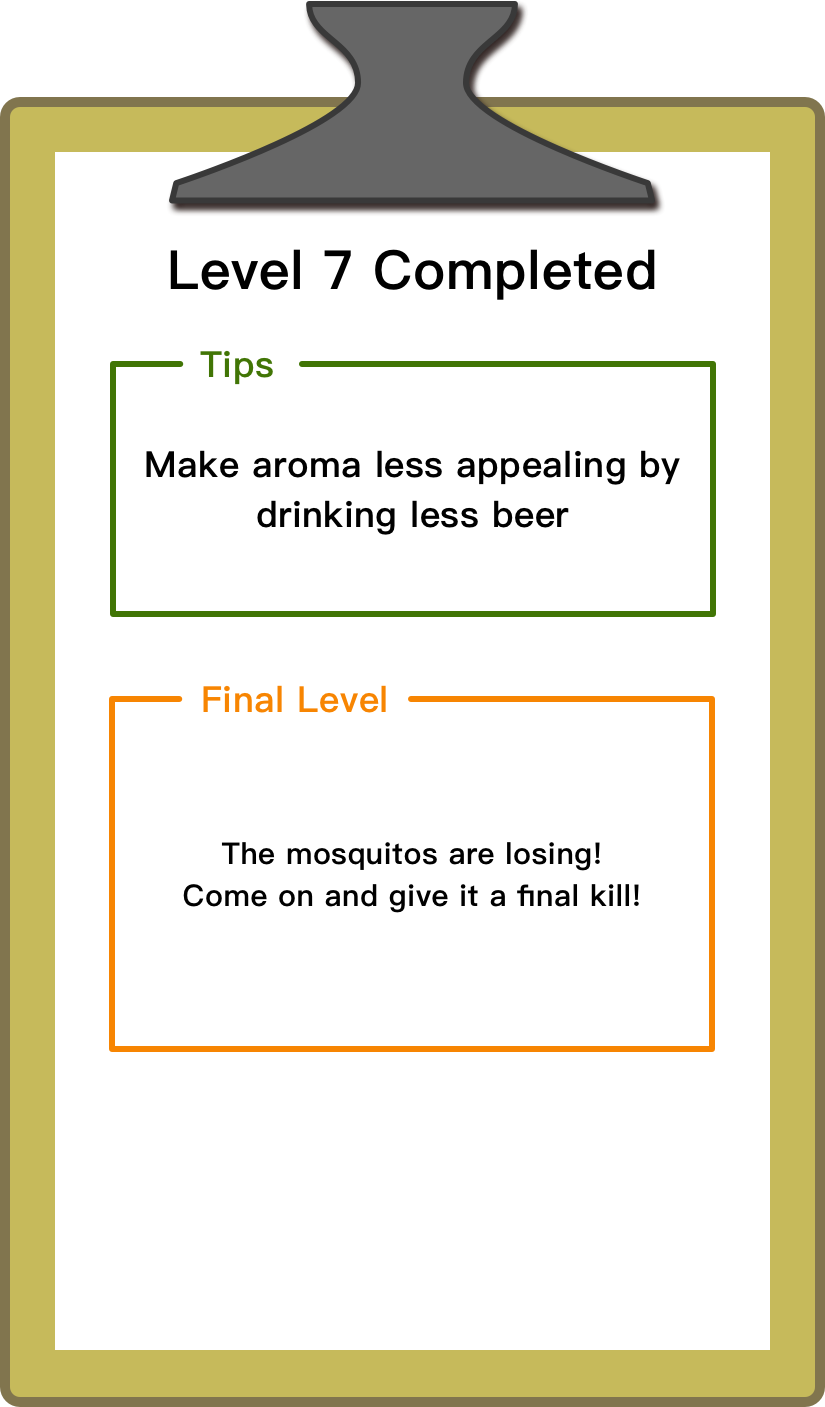 Level 7 Completed
Tips
Make aroma less appealing by
drinking less beer
Final Level
The mosquitos are losing!
Come on and give it a final kill!